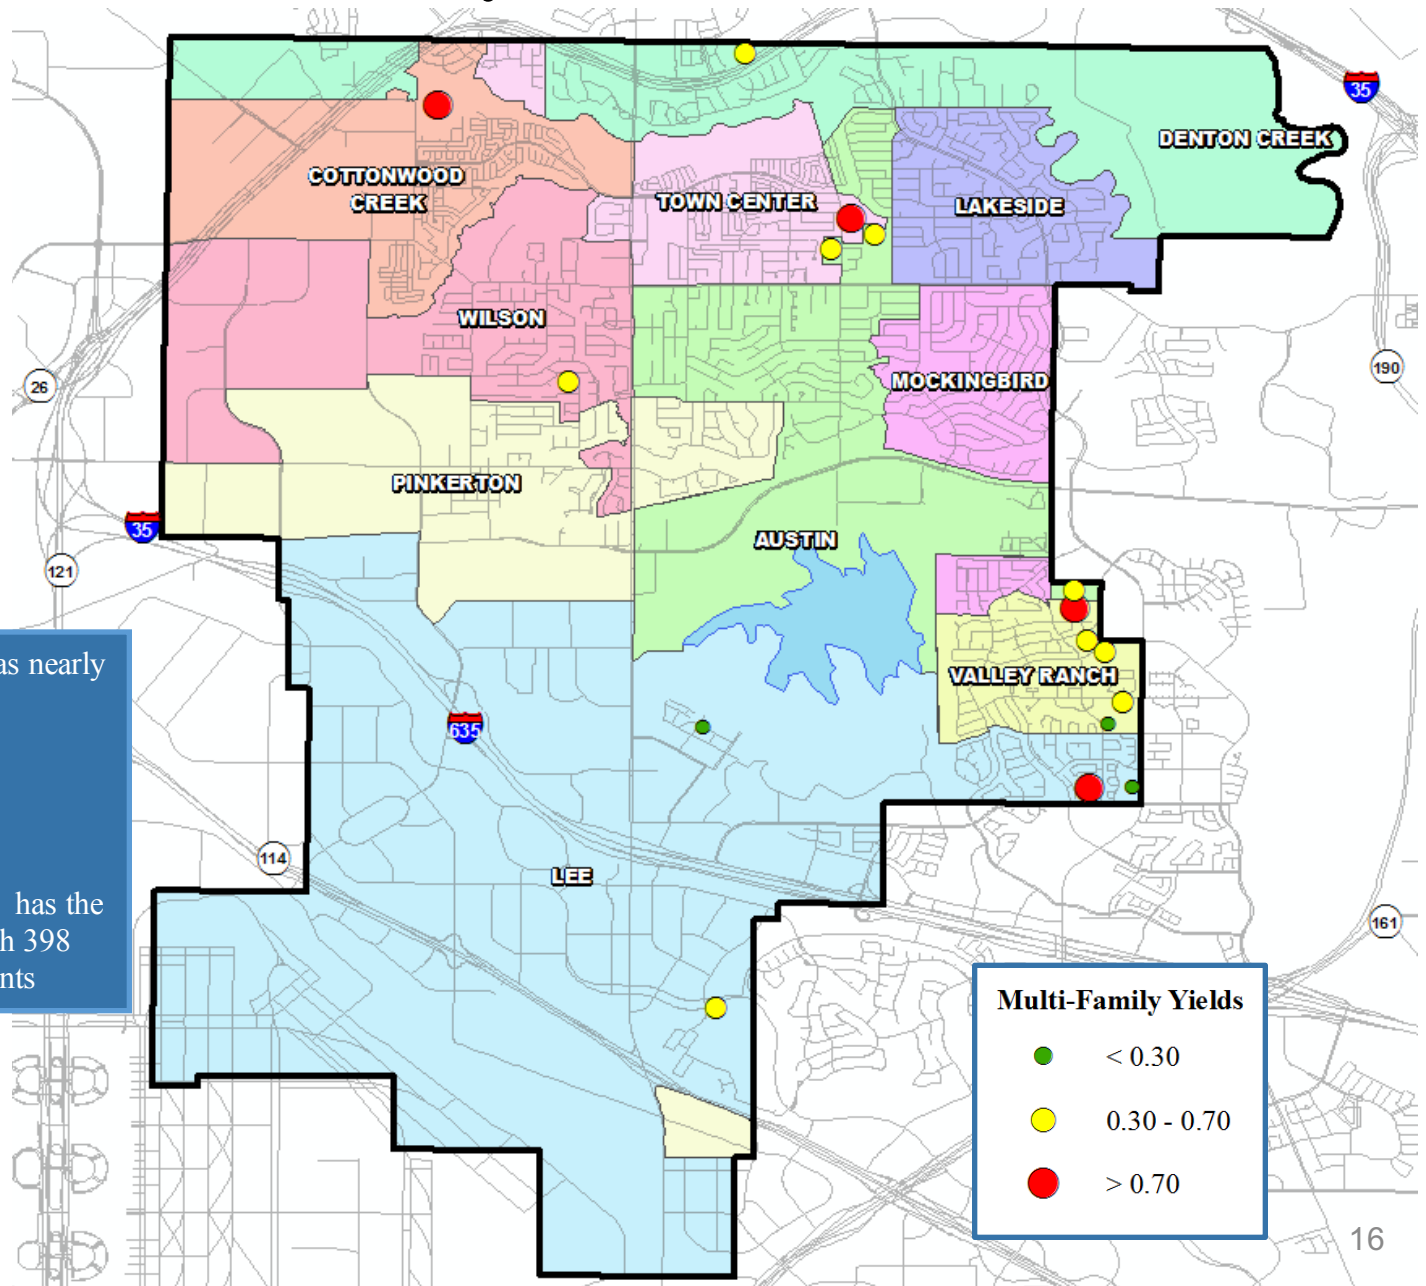 35
DENTON CREEK
COTTONWOOD
CREEK
TOWN CENTER
LAKESIDE
WILSON
26
190
MOCKINGBIRD
PINKERTON
35
AUSTIN
121
as nearly
VALLEY RANCH
635
114
LEE
has the
h 398
nts
161
Multi-Family Yields
< 0.30
0.30 - 0.70
> 0.70
16